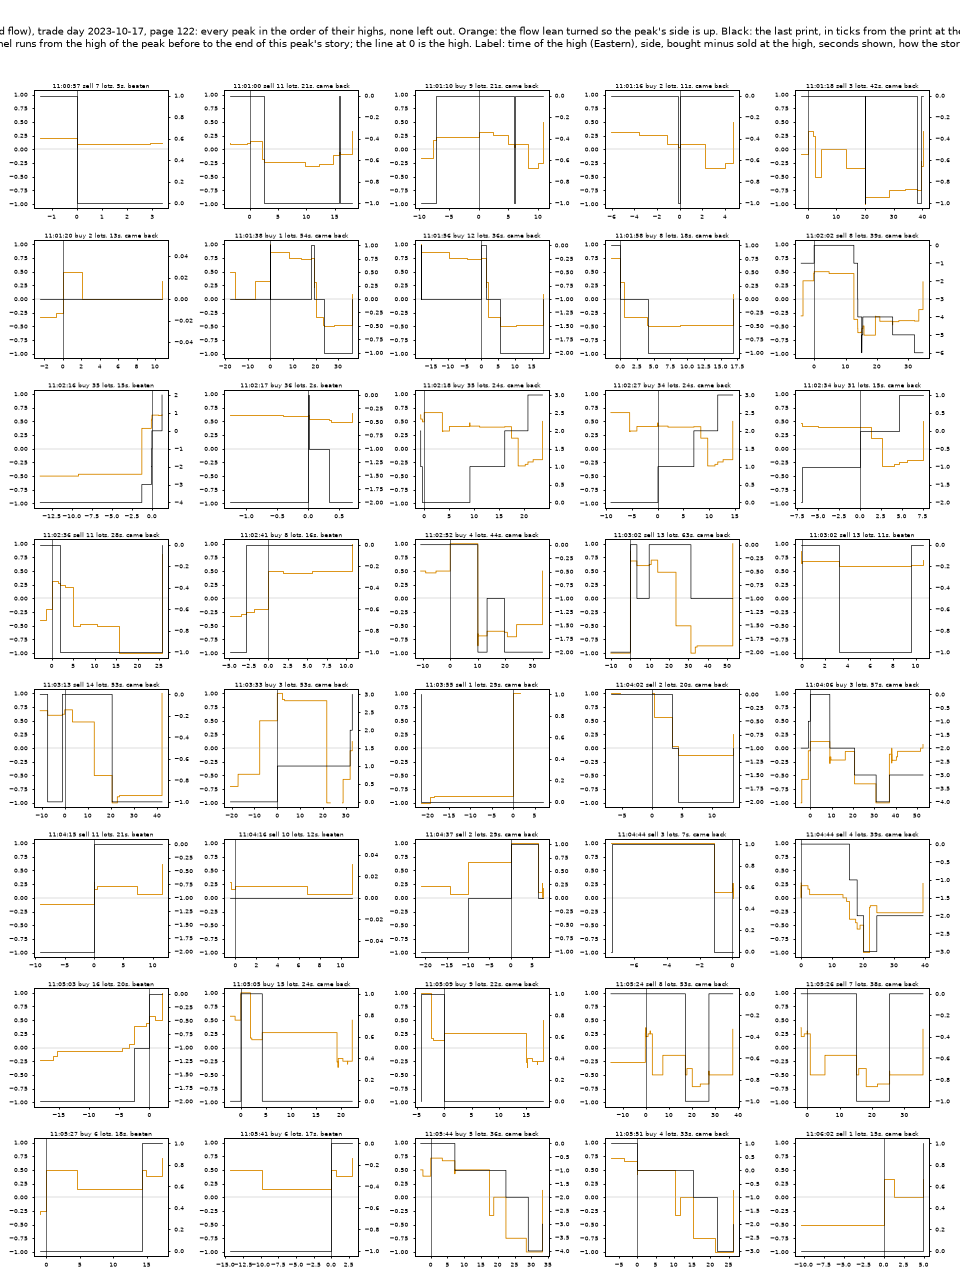 d flow), trade day 2023-10-17, page 122: every peak in the order of their highs, none left out. Orange: the flow lean turned so the peak's side is up. Black: the last print, in ticks from the print at the
nel runs from the high of the peak before to the end of this peak's story; the line at 0 is the high. Label: time of the high (Eastern), side, bought minus sold at the high, seconds shown, how the stor
11:00:57 sell 7 lots. 5s. beaten
11:01:00 sell 11 lots. 21s. came back
11:01:10 buy 9 lots. 21s. came back
11:01:16 buy 2 lots. 11s. came back
11:01:18 sell 3 lots. 42s. came back
11:01:20 buy 2 lots. 13s. came back
11:01:38 buy 1 lots. 54s. came back
11:01:56 buy 12 lots. 36s. came back
11:01:58 buy 8 lots. 18s. came back
11:02:02 sell 8 lots. 39s. came back
11:02:16 buy 35 lots. 15s. beaten
11:02:17 buy 36 lots. 2s. beaten
11:02:18 buy 35 lots. 24s. came back
11:02:27 buy 34 lots. 24s. came back
11:02:34 buy 31 lots. 15s. came back
11:02:36 sell 11 lots. 28s. came back
11:02:41 buy 8 lots. 16s. beaten
11:02:52 buy 4 lots. 44s. came back
11:03:02 sell 13 lots. 63s. came back
11:03:02 sell 13 lots. 11s. beaten
11:03:13 sell 14 lots. 53s. came back
11:03:33 buy 3 lots. 53s. came back
11:03:59 sell 1 lots. 29s. came back
11:04:02 sell 2 lots. 20s. came back
11:04:06 buy 3 lots. 57s. came back
11:04:15 sell 11 lots. 21s. beaten
11:04:16 sell 10 lots. 12s. beaten
11:04:37 sell 2 lots. 29s. came back
11:04:44 sell 3 lots. 7s. came back
11:04:44 sell 4 lots. 39s. came back
11:05:03 buy 16 lots. 20s. beaten
11:05:05 buy 15 lots. 24s. came back
11:05:09 buy 9 lots. 22s. came back
11:05:24 sell 8 lots. 53s. came back
11:05:26 sell 7 lots. 38s. came back
11:05:27 buy 6 lots. 18s. beaten
11:05:41 buy 6 lots. 17s. beaten
11:05:44 buy 5 lots. 36s. came back
11:05:51 buy 4 lots. 33s. came back
11:06:02 sell 1 lots. 15s. came back